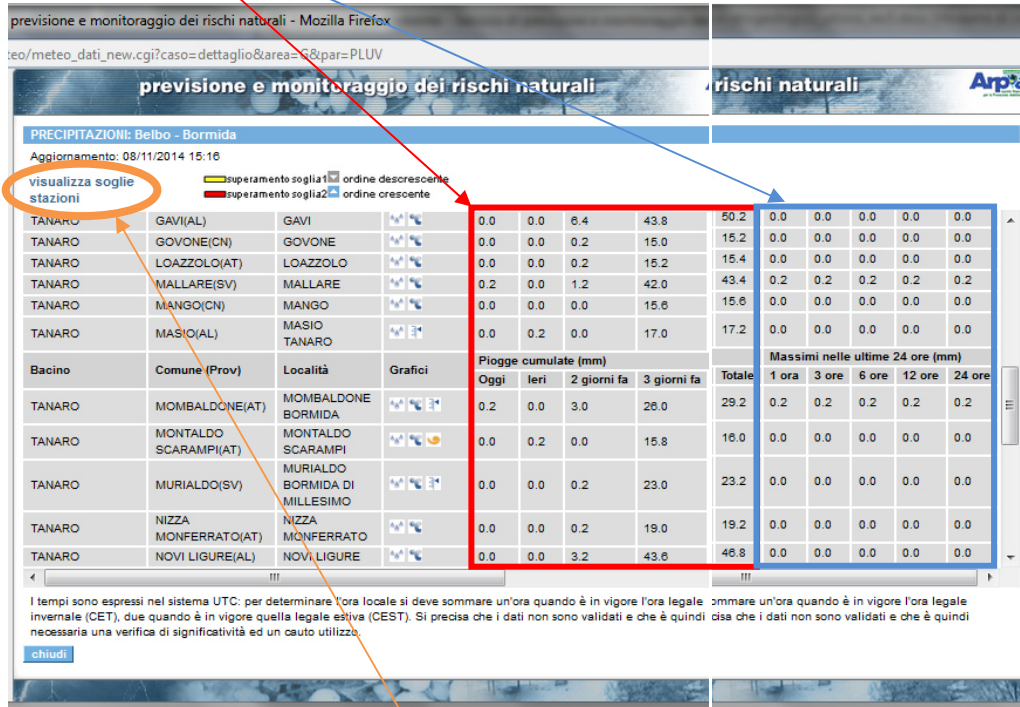 previsione e monitoraggio dei rischi naturali - Mozilla Firefox
eo/meteo_dati_new.cgi?caso=dettaglio&area=G&par=PLUV
previsione e monitoraggio dei rischi naturali
rischi naturali
Arpa
PRECIPITAZIONI: Belbo - Bormida
Aggiornamento: 08/11/2014 15:16
visualizza soglie stazioni
superamento soglia1 ordine descrescente
superamento soglia2 ordine crescente
TANARO GAVI(AL) GAVI 0.0 0.0 6.4 43.8 50.2 0.0 0.0 0.0 0.0 0.0
TANARO GOVONE(CN) GOVONE 0.0 0.0 0.2 15.0 15.2 0.0 0.0 0.0 0.0 0.0
TANARO LOAZZOLO(AT) LOAZZOLO 0.0 0.0 0.2 15.2 15.4 0.0 0.0 0.0 0.0 0.0
TANARO MALLARE(SV) MALLARE 0.2 0.0 1.2 42.0 43.4 0.2 0.2 0.2 0.2 0.2
TANARO MANGO(CN) MANGO 0.0 0.0 0.0 15.6 15.6 0.0 0.0 0.0 0.0 0.0
TANARO MASIO(AL) MASIO TANARO 0.0 0.2 0.0 17.0 17.2 0.0 0.0 0.0 0.0 0.0
Bacino Comune (Prov) Località Grafici Piogge cumulate (mm) Massimi nelle ultime 24 ore (mm)
Oggi Ieri 2 giorni fa 3 giorni fa Totale 1 ora 3 ore 6 ore 12 ore 24 ore
TANARO MOMBALDONE(AT) MOMBALDONE BORMIDA 0.2 0.0 3.0 26.0 29.2 0.2 0.2 0.2 0.2 0.2
TANARO MONTALDO SCARAMPI(AT) MONTALDO SCARAMPI 0.0 0.2 0.0 15.8 16.0 0.0 0.0 0.0 0.0 0.0
TANARO MURIALDO(SV) MURIALDO BORMIDA DI MILLESIMO 0.0 0.0 0.2 23.0 23.2 0.0 0.0 0.0 0.0 0.0
TANARO NIZZA MONFERRATO(AT) NIZZA MONFERRATO 0.0 0.0 0.2 19.0 19.2 0.0 0.0 0.0 0.0 0.0
TANARO NOVI LIGURE(AL) NOVI LIGURE 0.0 0.0 3.2 43.6 46.8 0.0 0.0 0.0 0.0 0.0
I tempi sono espressi nel sistema UTC: per determinare l'ora locale si deve sommare un'ora quando è in vigore l'ora legale ommare un'ora quando è in vigore l'ora legale
invernale (CET), due quando è in vigore quella legale estiva (CEST). Si precisa che i dati non sono validati e che è quindi cisa che i dati non sono validati e che è quindi
necessaria una verifica di significatività ed un cauto utilizzo.
chiudi